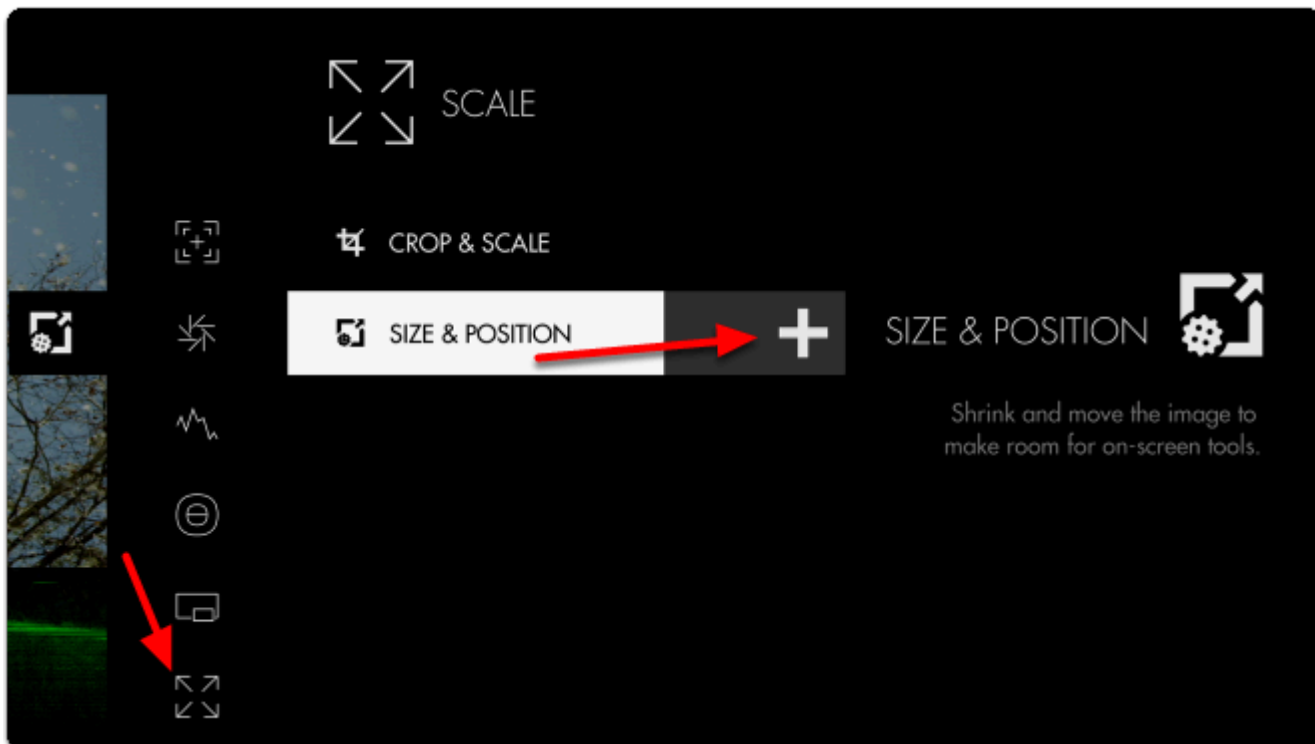 SCALE
CROP & SCALE
SIZE & POSITION
SIZE & POSITION
Shrink and move the image to
make room for on-screen tools.